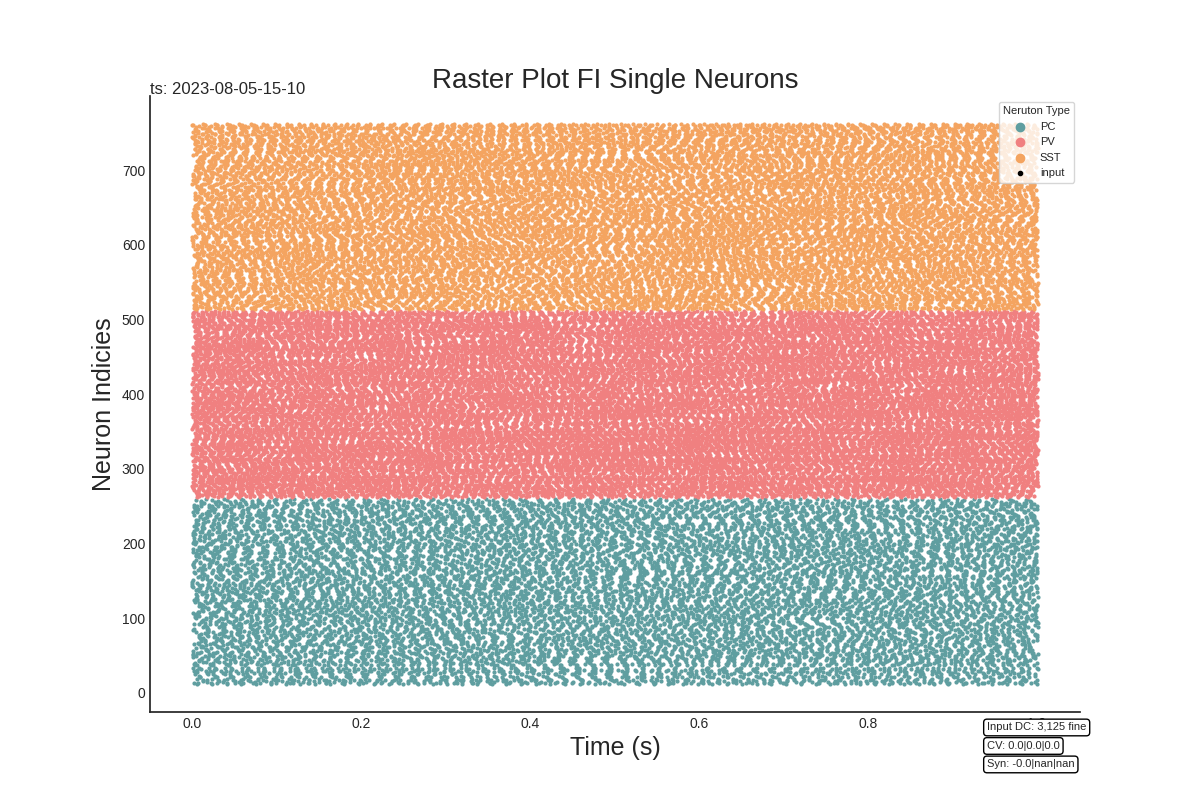 Raster Plot FI Single Neurons
ts: 2023-08-05-15-10
Neruton Type
PC
PV
SST
input
Neuron Indicies
700
600
500
400
300
200
100
0
0.0 0.2 0.4 0.6 0.8
Time (s)
Input DC: 3,125 fine
CV: 0.0|0.0|0.0
Syn: -0.0|nan|nan